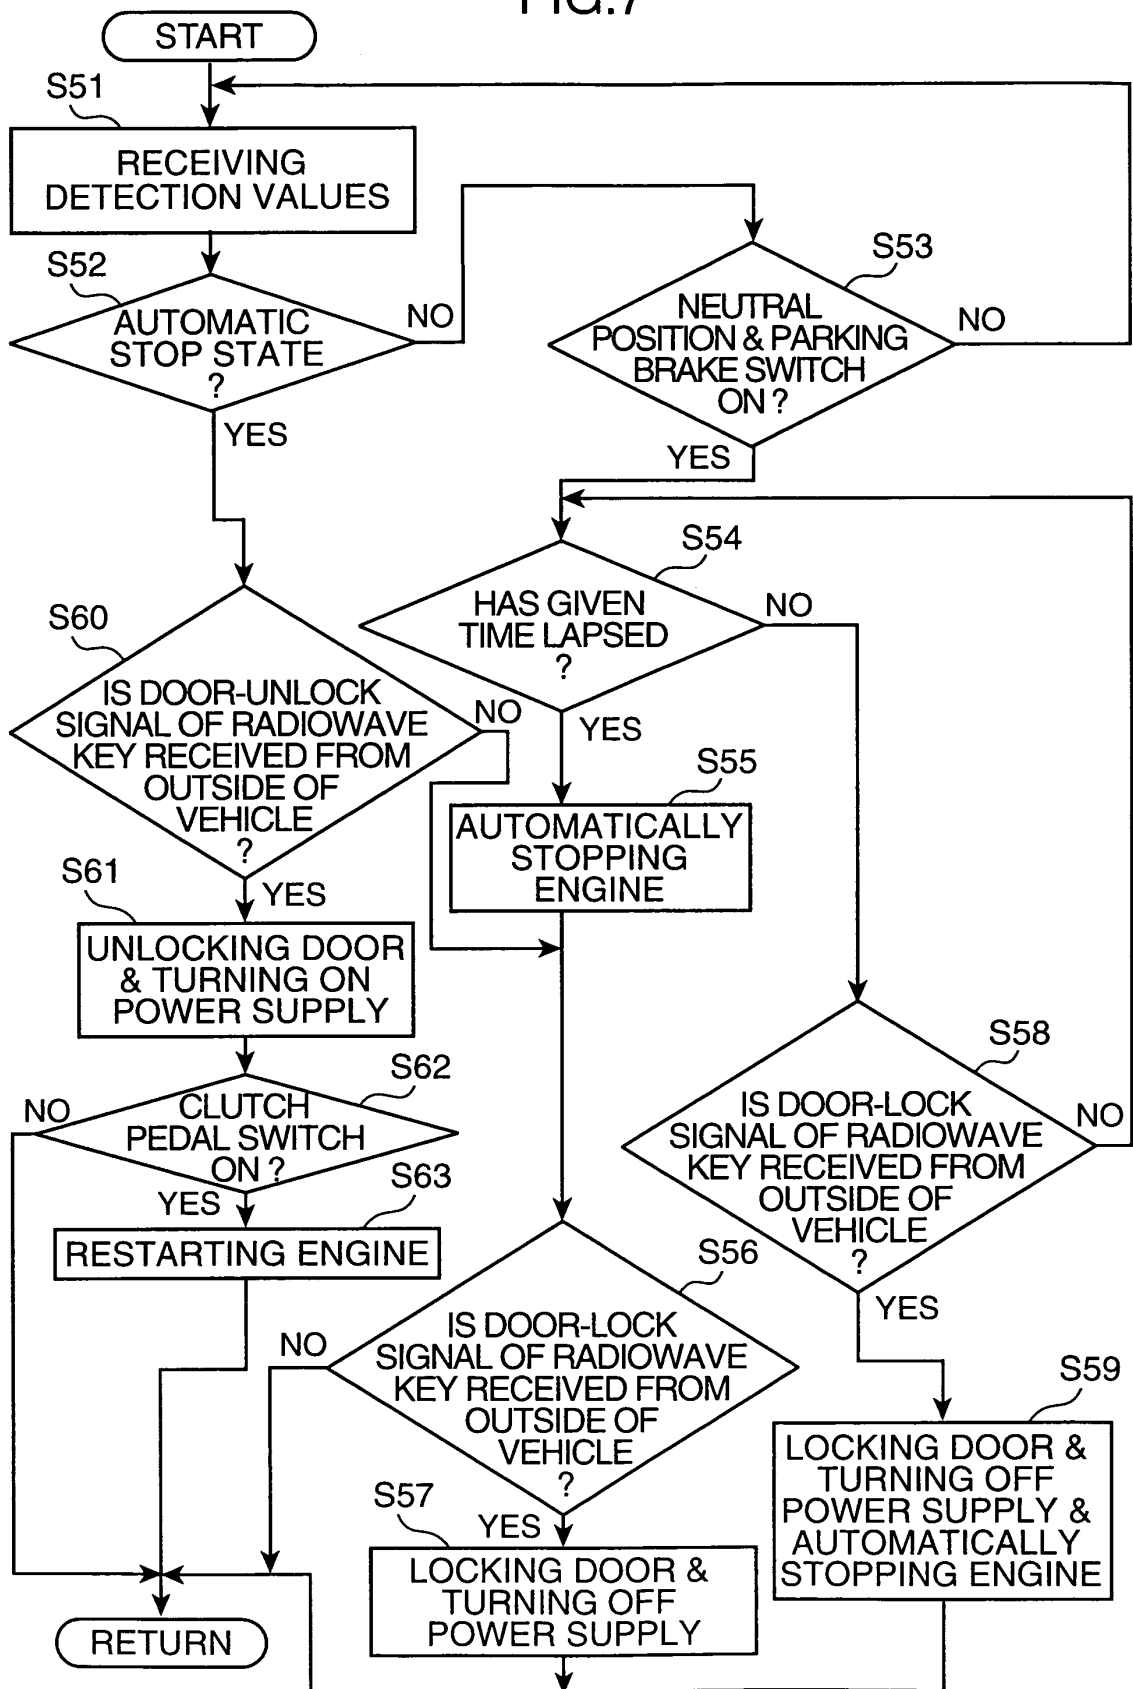 FIG.7
START
S51
RECEIVING
DETECTION VALUES
S52
AUTOMATIC
STOP STATE
?
NO
YES
S53
NEUTRAL
POSITION & PARKING
BRAKE SWITCH
ON ?
NO
YES
S54
HAS GIVEN
TIME LAPSED
?
NO
YES
S60
IS DOOR-UNLOCK
SIGNAL OF RADIOWAVE
KEY RECEIVED FROM
OUTSIDE OF
VEHICLE
?
NO
YES
S55
AUTOMATICALLY
STOPPING
ENGINE
S61
UNLOCKING DOOR
& TURNING ON
POWER SUPPLY
S62
CLUTCH
PEDAL SWITCH
ON ?
NO
YES
S63
RESTARTING ENGINE
S58
IS DOOR-LOCK
SIGNAL OF RADIOWAVE
KEY RECEIVED FROM
OUTSIDE OF
VEHICLE
?
NO
YES
S56
IS DOOR-LOCK
SIGNAL OF RADIOWAVE
KEY RECEIVED FROM
OUTSIDE OF
VEHICLE
?
NO
YES
S59
LOCKING DOOR &
TURNING OFF
POWER SUPPLY &
AUTOMATICALLY
STOPPING ENGINE
S57
LOCKING DOOR &
TURNING OFF
POWER SUPPLY
RETURN